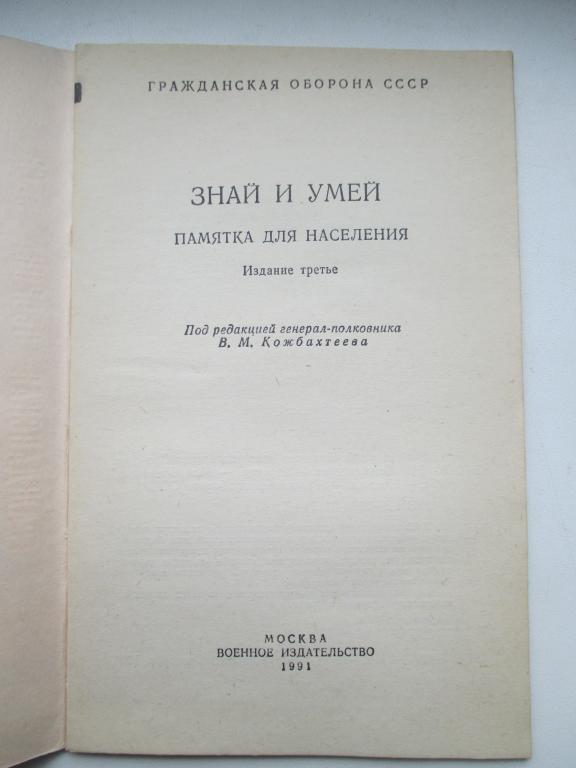 ГРАЖДАНСКАЯ ОБОРОНА СССР
ЗНАЙ И УМЕЙ
ПАМЯТКА ДЛЯ НАСЕЛЕНИЯ
Издание третье
Под редакцией генерал-полковника
В. М. Кожбахтеева
МОСКВА
ВОЕННОЕ ИЗДАТЕЛЬСТВО
1991